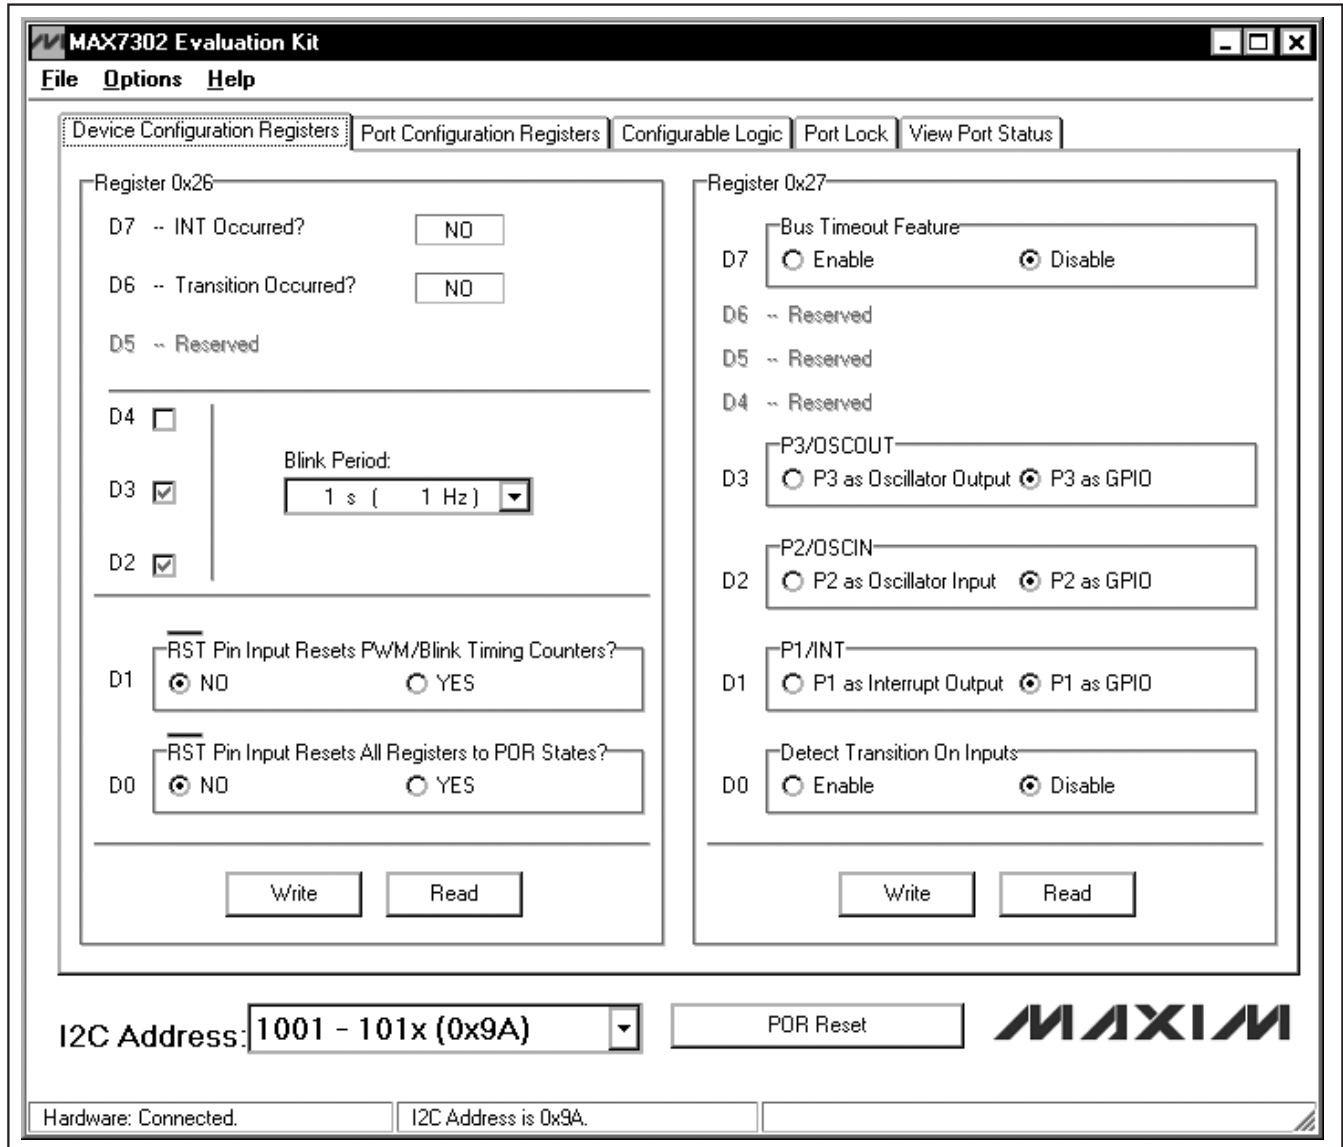 MAX7302 Evaluation Kit
File Options Help
Device Configuration Registers Port Configuration Registers Configurable Logic Port Lock View Port Status
Register 0x26
D7 -- INT Occurred? NO
D6 -- Transition Occurred? NO
D5 -- Reserved
D4
D3
D2
Blink Period:
1 s ( 1 Hz)
RST Pin Input Resets PWM/Blink Timing Counters?
D1 NO YES
RST Pin Input Resets All Registers to POR States?
D0 NO YES
Write Read
Register 0x27
Bus Timeout Feature
D7 Enable Disable
D6 -- Reserved
D5 -- Reserved
D4 -- Reserved
P3/OSCOUT
D3 P3 as Oscillator Output P3 as GPIO
P2/OSCIN
D2 P2 as Oscillator Input P2 as GPIO
P1/INT
D1 P1 as Interrupt Output P1 as GPIO
Detect Transition On Inputs
D0 Enable Disable
Write Read
I2C Address: 1001 - 101x (0x9A)
POR Reset
MAXIM
Hardware: Connected. I2C Address is 0x9A.